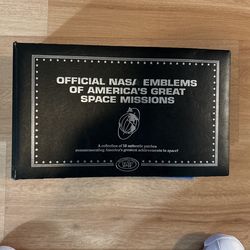 OFFICIAL NASA EMBLEMS
OF AMERICA'S GREAT
SPACE MISSIONS
A collection of 50 authentic patches
commemorating America's greatest achievements in space!